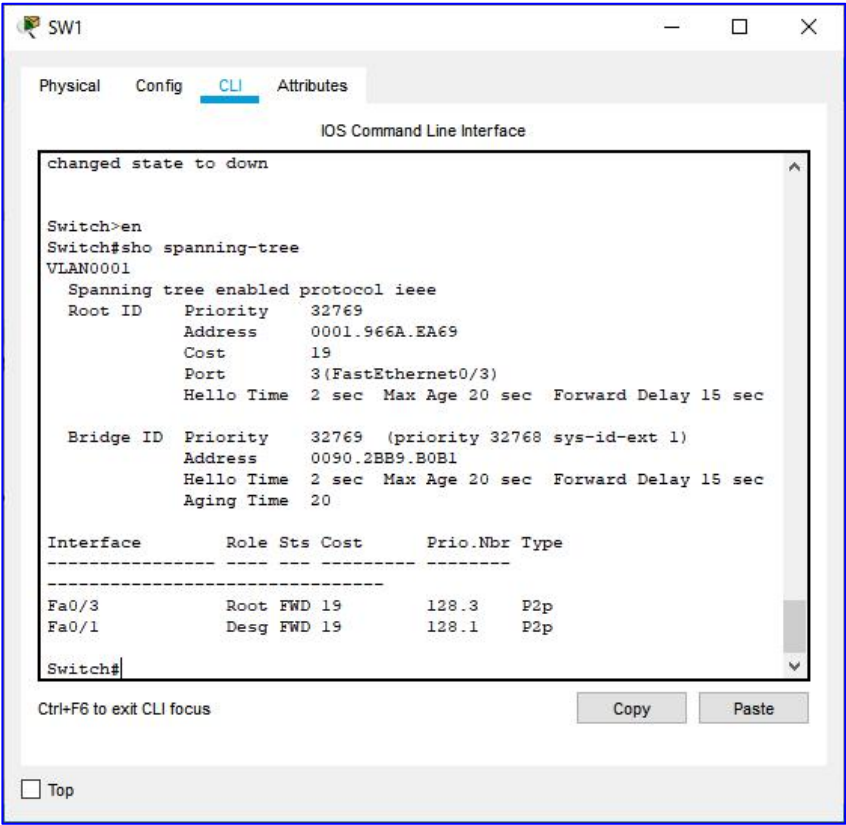 SW1
Physical Config CLI Attributes
IOS Command Line Interface
changed state to down
Switch>en
Switch#sho spanning-tree
VLAN0001
  Spanning tree enabled protocol ieee
  Root ID    Priority    32769
             Address     0001.966A.EA69
             Cost        19
             Port        3(FastEthernet0/3)
             Hello Time  2 sec  Max Age 20 sec  Forward Delay 15 sec
  Bridge ID  Priority    32769  (priority 32768 sys-id-ext 1)
             Address     0090.2BB9.B0B1
             Hello Time  2 sec  Max Age 20 sec  Forward Delay 15 sec
             Aging Time  20
Interface        Role Sts Cost      Prio.Nbr Type
---------------- ---- --- --------- --------
--------------------------------
Fa0/3            Root FWD 19        128.3    P2p
Fa0/1            Desg FWD 19        128.1    P2p
Switch#
Ctrl+F6 to exit CLI focus Copy Paste
Top